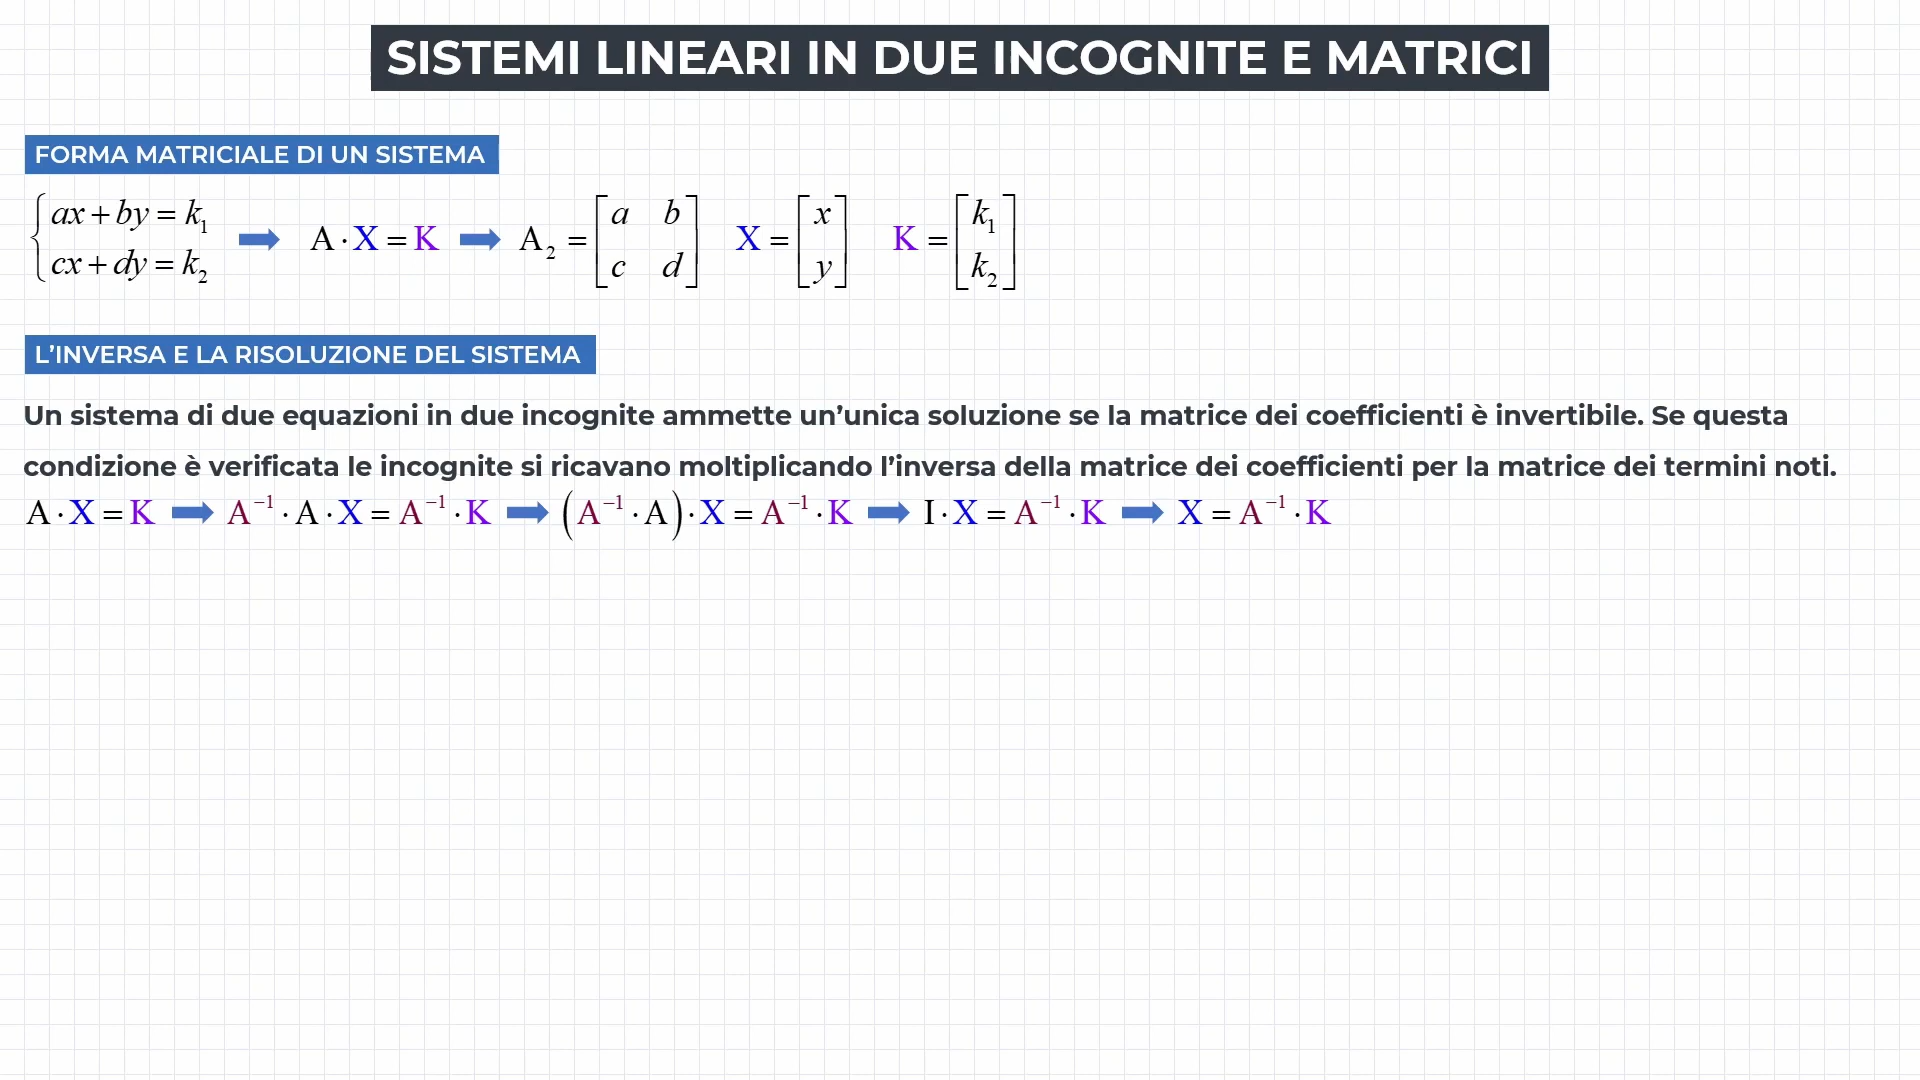 SISTEMI LINEARI IN DUE INCOGNITE E MATRICI
FORMA MATRICIALE DI UN SISTEMA
{ax + by = k₁
cx + dy = k₂
A · X = K
A₂ = [a b
c d]
X = [x
y]
K = [k₁
k₂]
L’INVERSA E LA RISOLUZIONE DEL SISTEMA
Un sistema di due equazioni in due incognite ammette un’unica soluzione se la matrice dei coefficienti è invertibile. Se questa
condizione è verificata le incognite si ricavano moltiplicando l’inversa della matrice dei coefficienti per la matrice dei termini noti.
A · X = K ➡ A⁻¹ · A · X = A⁻¹ · K ➡ (A⁻¹ · A) · X = A⁻¹ · K ➡ I · X = A⁻¹ · K ➡ X = A⁻¹ · K